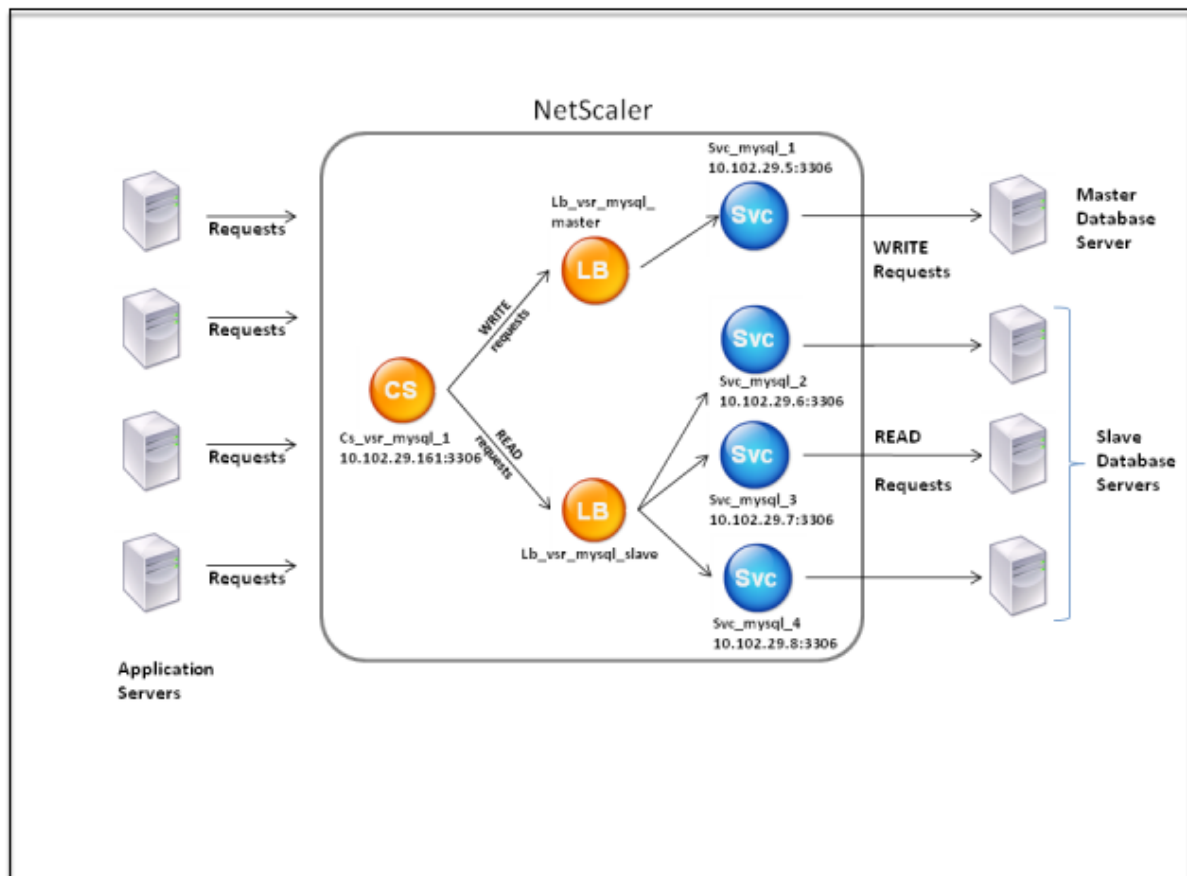 NetScaler
Svc_mysql_1
10.102.29.5:3306
Svc
Lb_vsr_mysql_
master
LB
Requests
WRITE
Requests
Master
Database
Server
WRITE
requests
Requests
Svc
Svc_mysql_2
10.102.29.6:3306
CS
Cs_vsr_mysql_1
10.102.29.161:3306
READ
requests
Requests
Svc
Svc_mysql_3
10.102.29.7:3306
READ
Requests
Slave
Database
Servers
LB
Lb_vsr_mysql_slave
Requests
Svc
Svc_mysql_4
10.102.29.8:3306
Application
Servers